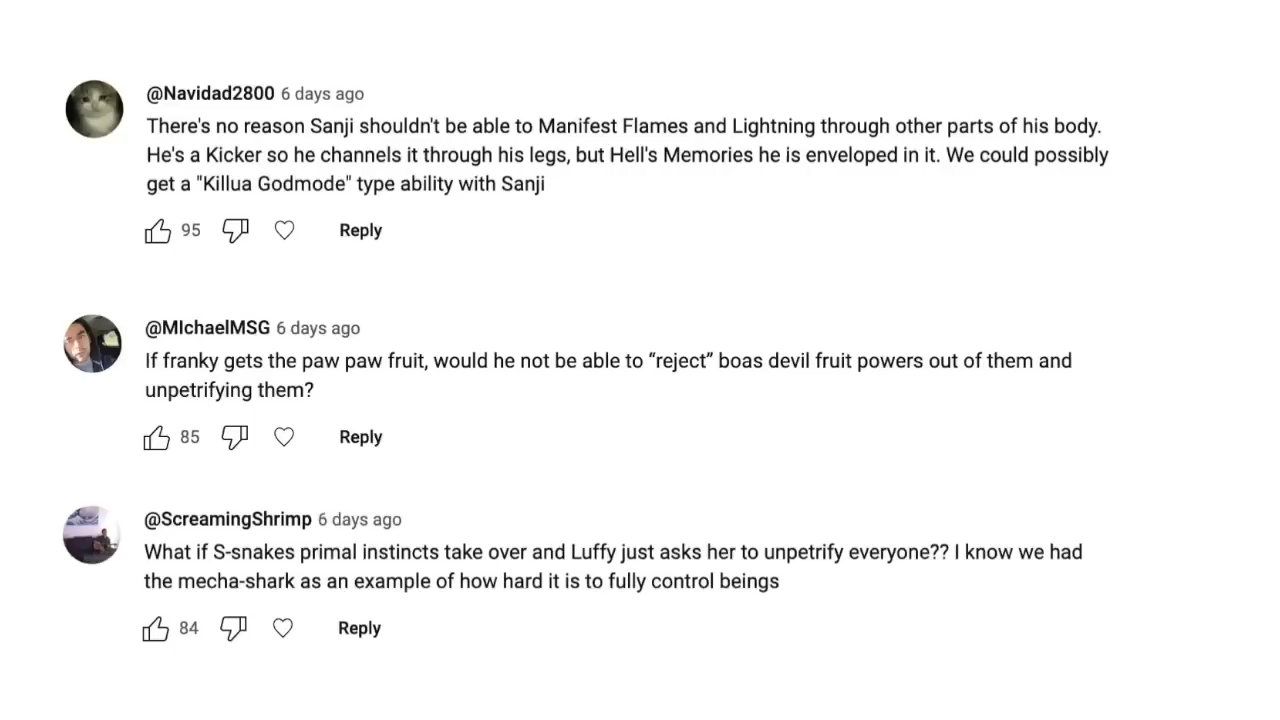 @Navidad2800 6 days ago
There's no reason Sanji shouldn't be able to Manifest Flames and Lightning through other parts of his body.
He's a Kicker so he channels it through his legs, but Hell's Memories he is enveloped in it. We could possibly
get a "Killua Godmode" type ability with Sanji
95 Reply
@MIchaelMSG 6 days ago
If franky gets the paw paw fruit, would he not be able to “reject” boas devil fruit powers out of them and
unpetrifying them?
85 Reply
@ScreamingShrimp 6 days ago
What if S-snakes primal instincts take over and Luffy just asks her to unpetrify everyone?? I know we had
the mecha-shark as an example of how hard it is to fully control beings
84 Reply